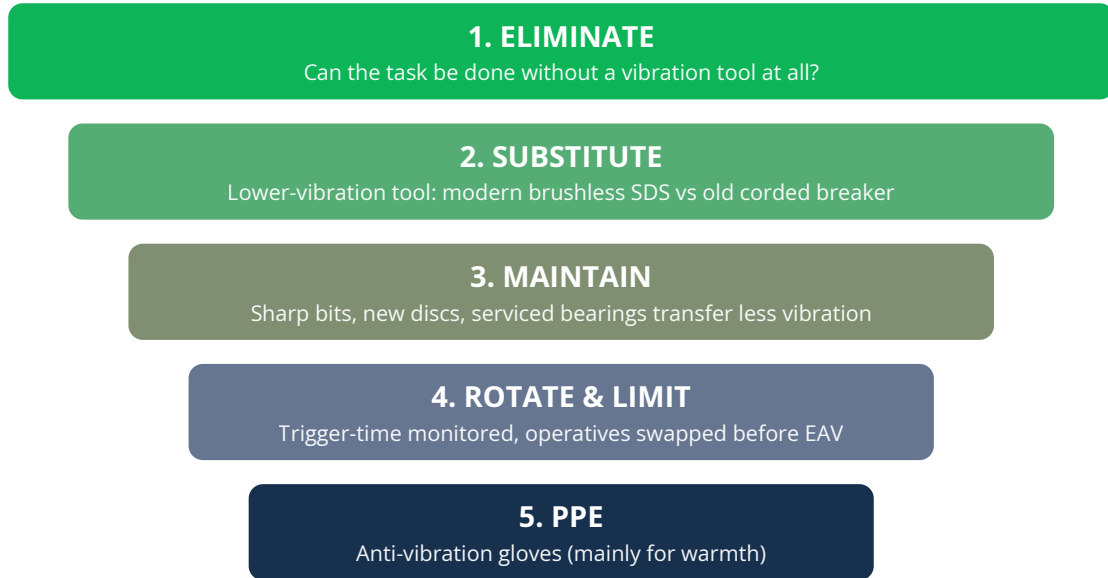 1. ELIMINATE
Can the task be done without a vibration tool at all?
2. SUBSTITUTE
Lower-vibration tool: modern brushless SDS vs old corded breaker
3. MAINTAIN
Sharp bits, new discs, serviced bearings transfer less vibration
4. ROTATE & LIMIT
Trigger-time monitored, operatives swapped before EAV
5. PPE
Anti-vibration gloves (mainly for warmth)